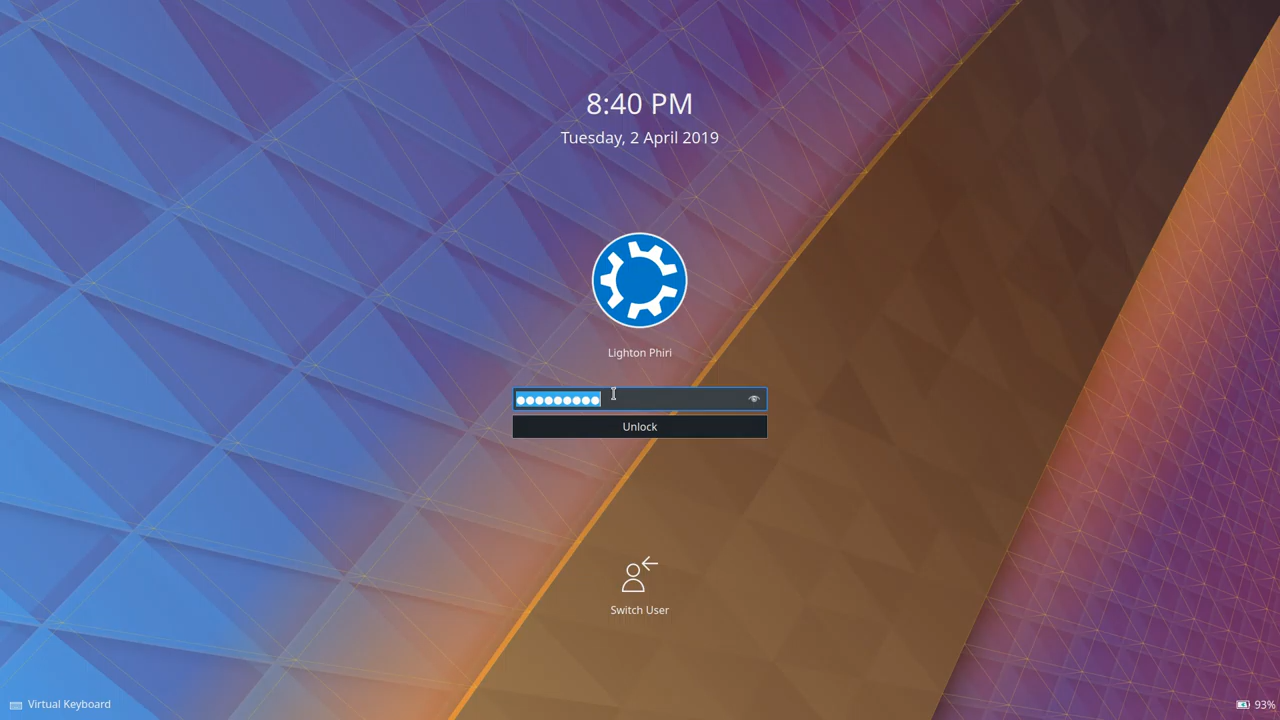 8:40 PM
Tuesday, 2 April 2019
Lighton Phiri
●●●●●●●●●
Unlock
Switch User
Virtual Keyboard
93%